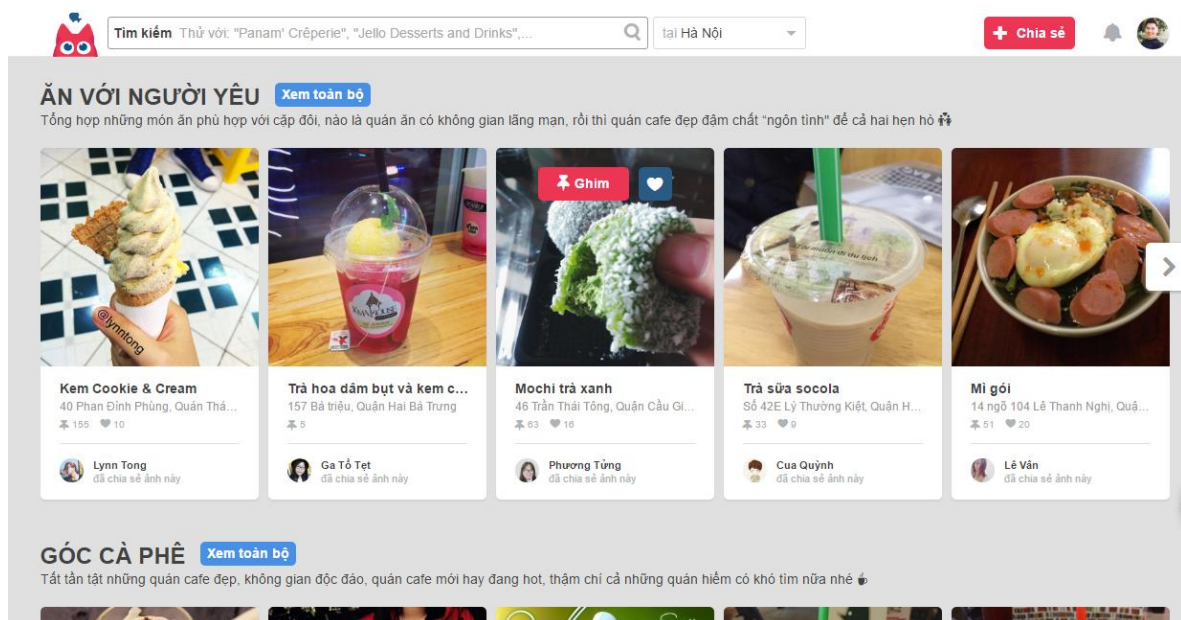 Tìm kiếm Thử với: "Panam' Crêperie", "Jello Desserts and Drinks",...
tại Hà Nội
Chia sẻ
ĂN VỚI NGƯỜI YÊU Xem toàn bộ
Tổng hợp những món ăn phù hợp với cặp đôi, nào là quán ăn có không gian lãng mạn, rồi thì quán cafe đẹp đậm chất "ngôn tình" để cả hai hẹn hò
@lynntong
Ghim
Kem Cookie & Cream
40 Phan Đình Phùng, Quán Thá...
155 10
Lynn Tong
đã chia sẻ ảnh này
Trà hoa dâm bụt và kem c...
157 Bà triệu, Quận Hai Bà Trưng
5
Ga Tồ Tẹt
đã chia sẻ ảnh này
Mochi trà xanh
46 Trần Thái Tông, Quận Cầu Gi...
63 16
Phương Tửng
đã chia sẻ ảnh này
Trà sữa socola
Số 42E Lý Thường Kiệt, Quận H...
33 9
Cua Quỳnh
đã chia sẻ ảnh này
Mì gói
14 ngõ 104 Lê Thanh Nghị, Quậ...
51 20
Lê Vân
đã chia sẻ ảnh này
GÓC CÀ PHÊ Xem toàn bộ
Tất tần tật những quán cafe đẹp, không gian độc đáo, quán cafe mới hay đang hot, thậm chí cả những quán hiếm có khó tìm nữa nhé